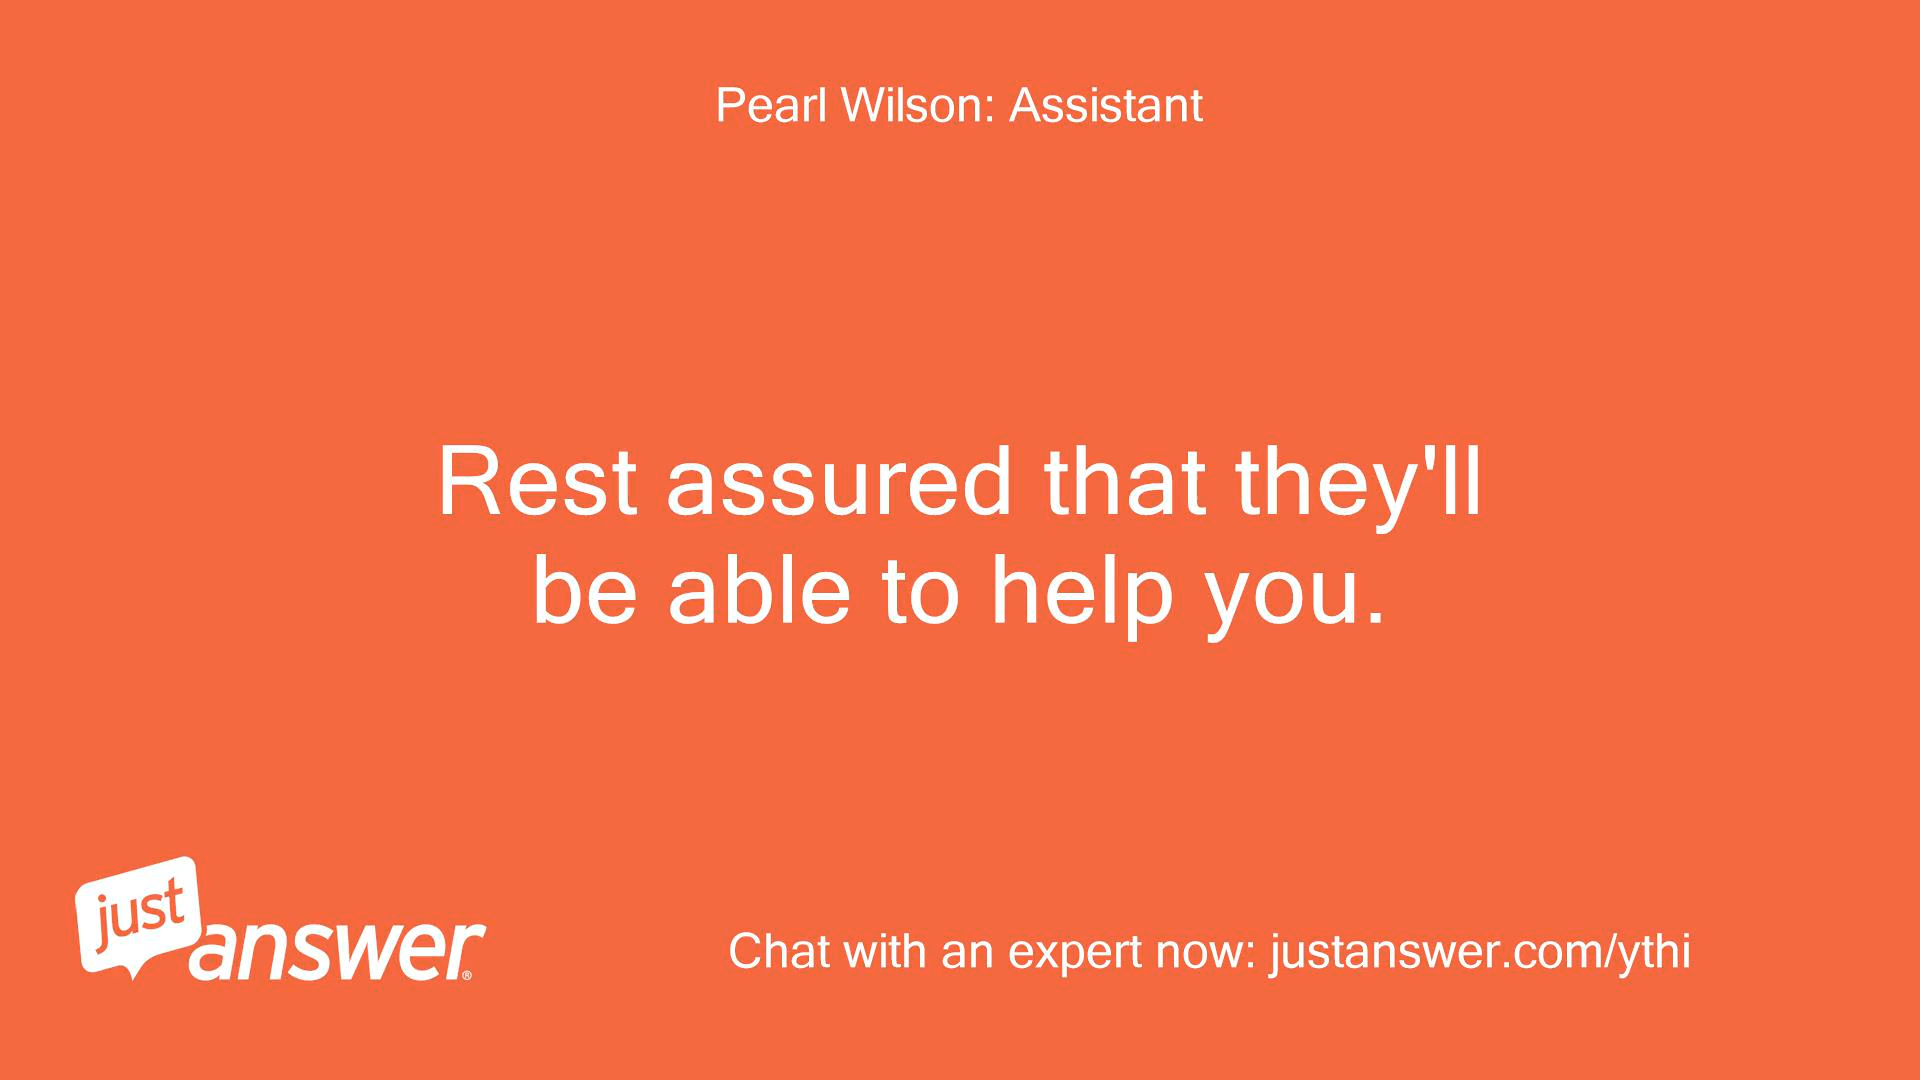 Pearl Wilson: Assistant
Rest assured that they'll
be able to help you.
just
answer®
Chat with an expert now: justanswer.com/ythi